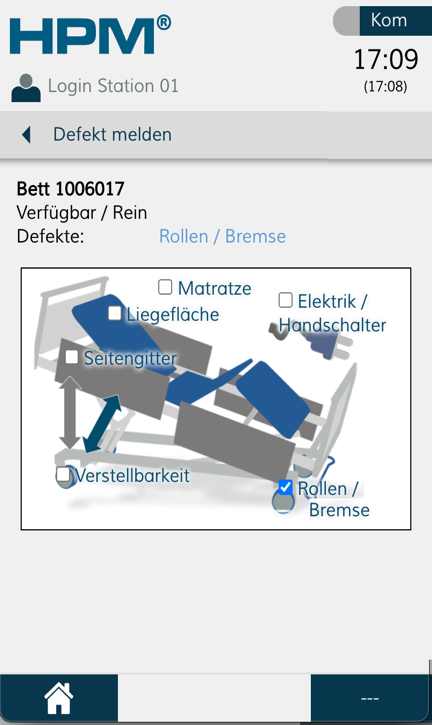 HPM®
Kom
17:09
(17:08)
Login Station 01
Defekt melden
Bett 1006017
Verfügbar / Rein
Defekte: Rollen / Bremse
Matratze
Elektrik /
Handschalter
Liegefläche
Seitengitter
Verstellbarkeit
Rollen /
Bremse
---